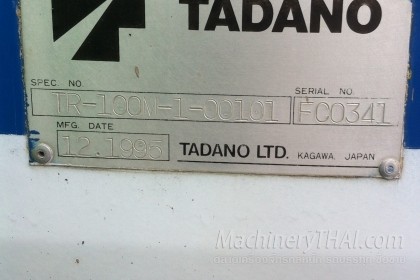 TADANO
SPEC. NO SERIAL NO.
TR-100M-1-00101 FC0341
MFG. DATE
12.1995 TADANO LTD. KAGAWA, JAPAN
MachineryTHAI.com